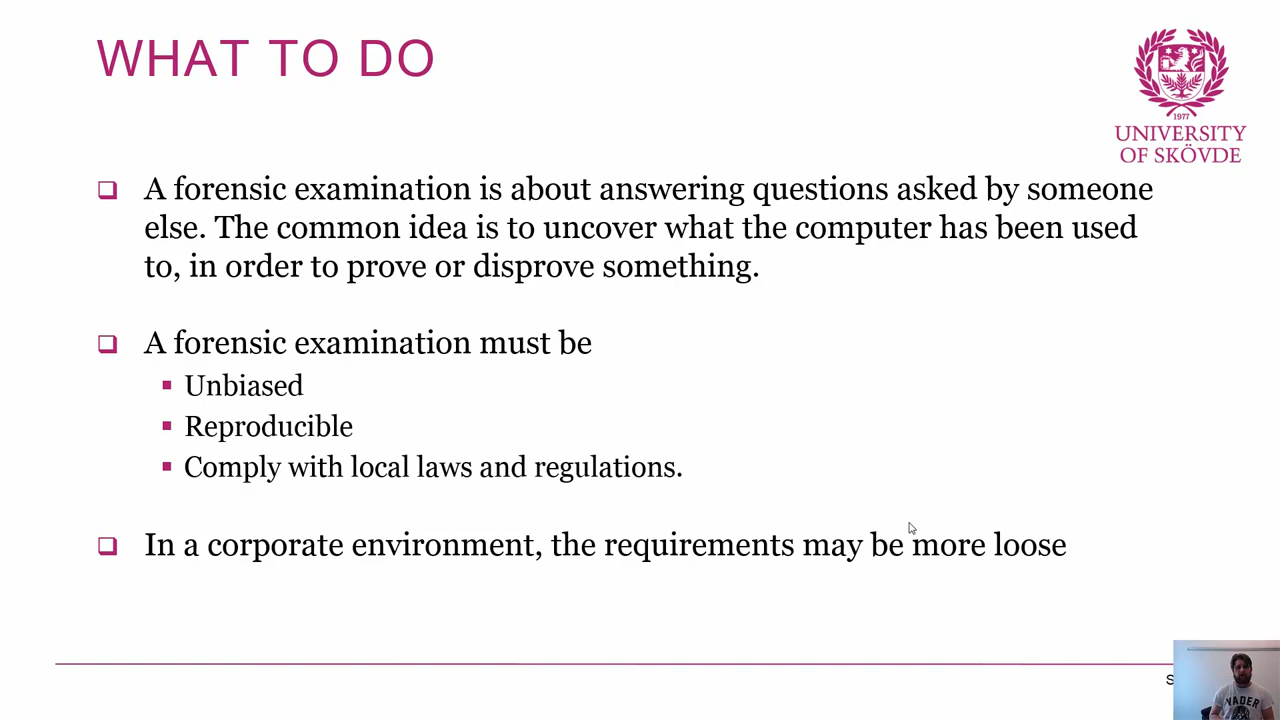 WHAT TO DO
1977
UNIVERSITY
OF SKÖVDE
A forensic examination is about answering questions asked by someone
else. The common idea is to uncover what the computer has been used
to, in order to prove or disprove something.
A forensic examination must be
Unbiased
Reproducible
Comply with local laws and regulations.
In a corporate environment, the requirements may be more loose
S
VADER